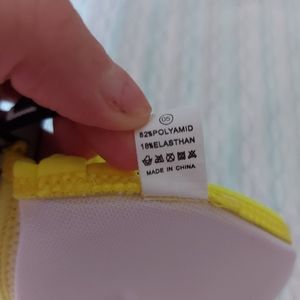 05
82%POLYAMID
18%ELASTHAN
MADE IN CHINA